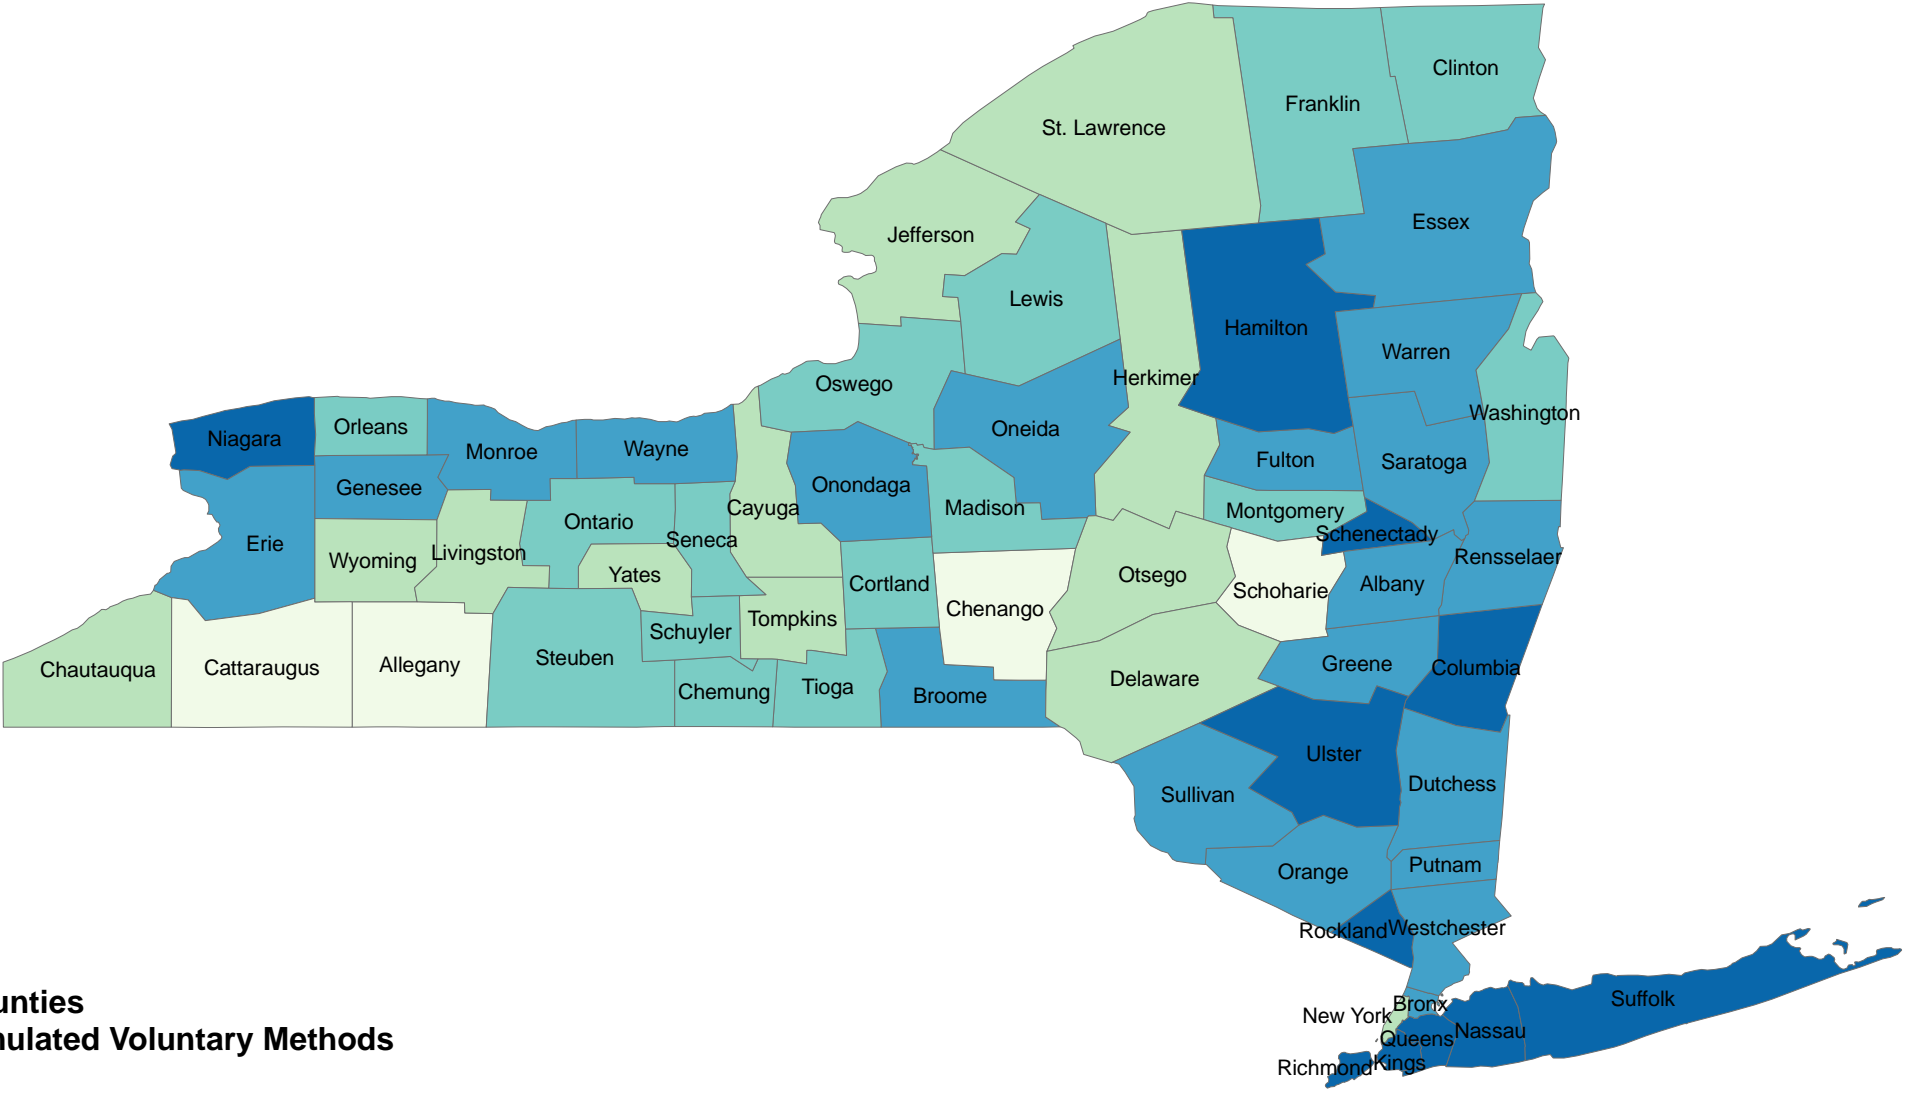 Clinton
Franklin
St. Lawrence
Essex
Jefferson
Lewis
Hamilton
Warren
Herkimer
Oswego
Washington
Orleans
Niagara
Oneida
Monroe
Wayne
Fulton
Saratoga
Genesee
Onondaga
Cayuga
Madison
Montgomery
Ontario
Schenectady
Seneca
Erie
Livingston
Rensselaer
Wyoming
Yates
Otsego
Cortland
Albany
Schoharie
Chenango
Tompkins
Schuyler
Steuben
Greene
Cattaraugus
Allegany
Columbia
Chautauqua
Delaware
Tioga
Chemung
Broome
Ulster
Dutchess
Sullivan
Putnam
Orange
Westchester
Rockland
Suffolk
Bronx
New York
Nassau
Queens
Kings
Richmond
unties
nulated Voluntary Methods